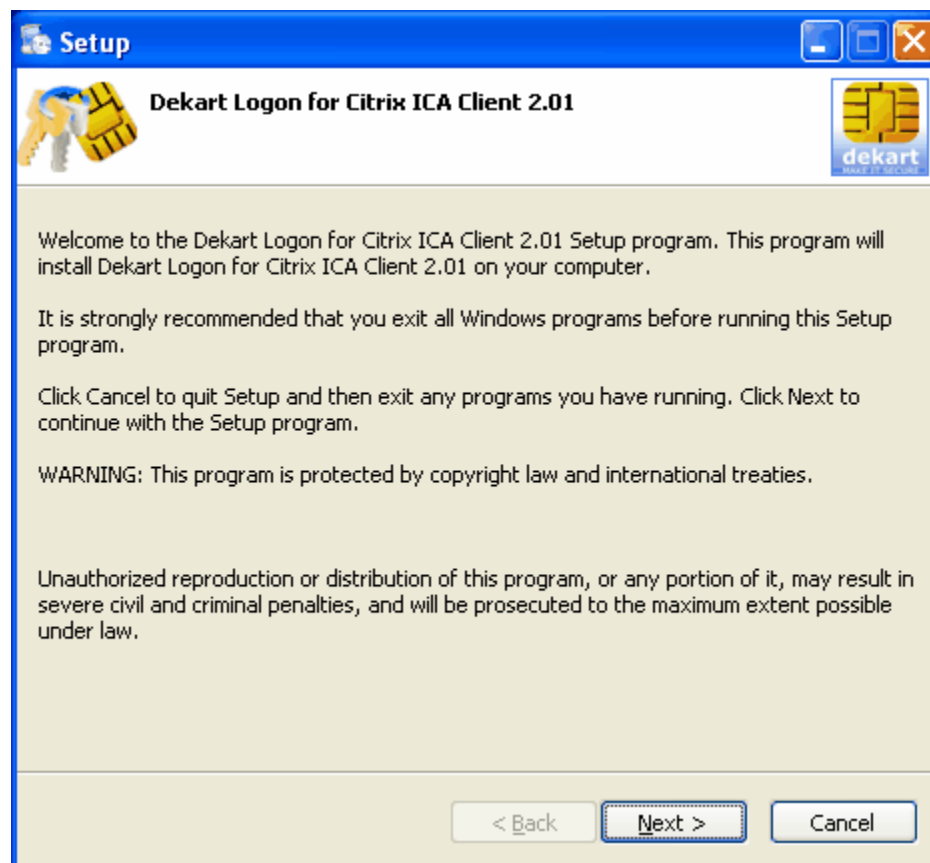 Setup
Dekart Logon for Citrix ICA Client 2.01
dekart
MAKE IT SECURE
Welcome to the Dekart Logon for Citrix ICA Client 2.01 Setup program. This program will
install Dekart Logon for Citrix ICA Client 2.01 on your computer.
It is strongly recommended that you exit all Windows programs before running this Setup
program.
Click Cancel to quit Setup and then exit any programs you have running. Click Next to
continue with the Setup program.
WARNING: This program is protected by copyright law and international treaties.
Unauthorized reproduction or distribution of this program, or any portion of it, may result in
severe civil and criminal penalties, and will be prosecuted to the maximum extent possible
under law.
< Back
Next >
Cancel